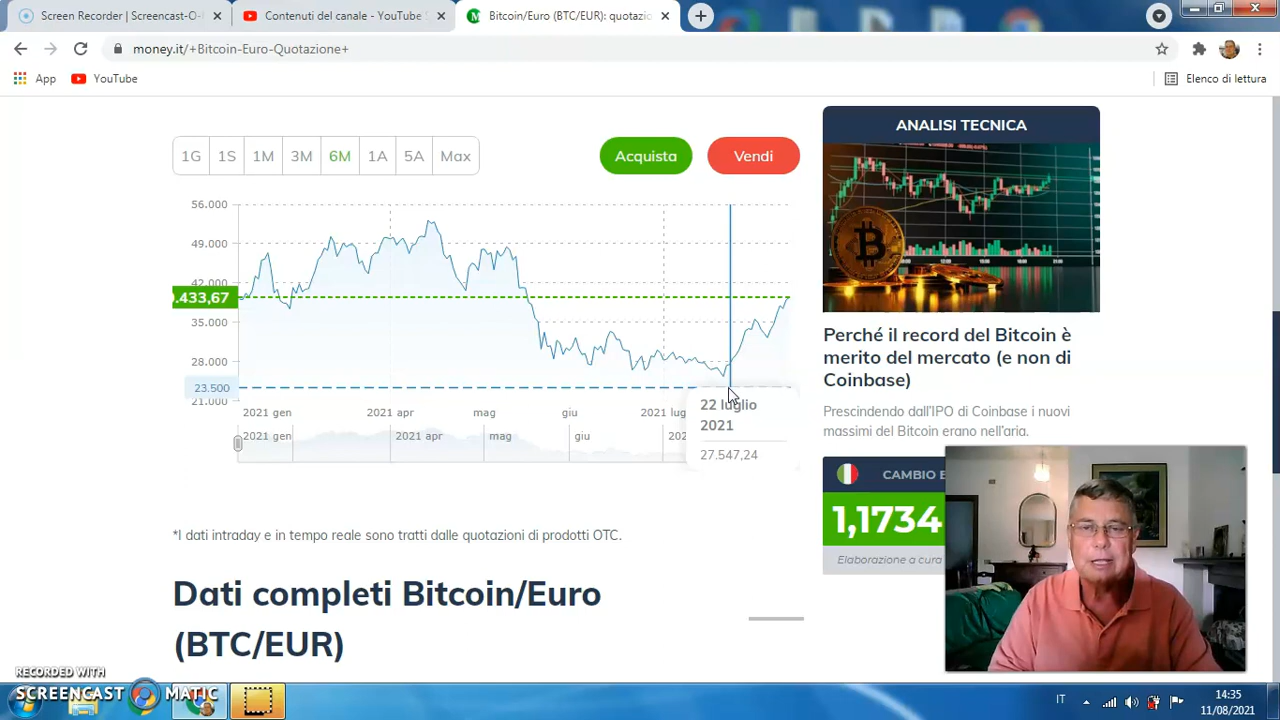 Screen Recorder | Screencast-O-
Contenuti del canale - YouTube S
Bitcoin/Euro (BTC/EUR): quotazio
money.it/+Bitcoin-Euro-Quotazione+
App
YouTube
Elenco di lettura
1G 1S 1M 3M 6M 1A 5A Max
Acquista
Vendi
56.000
49.000
42.000
.433,67
35.000
28.000
23.500
21.000
2021 gen 2021 apr mag giu 2021 lug
2021 gen 2021 apr mag giu 202
22 luglio
2021
27.547,24
ANALISI TECNICA
Perché il record del Bitcoin è
merito del mercato (e non di
Coinbase)
Prescindendo dall'IPO di Coinbase i nuovi
massimi del Bitcoin erano nell'aria.
CAMBIO E
1,1734
Elaborazione a cura
*I dati intraday e in tempo reale sono tratti dalle quotazioni di prodotti OTC.
Dati completi Bitcoin/Euro
(BTC/EUR)
RECORDED WITH
SCREENCAST MATIC
IT
14:35
11/08/2021